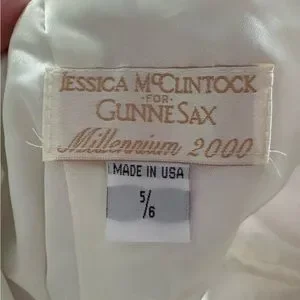 JESSICA McCLINTOCK
-FOR-
GUNNE SAX
Millennium 2000
MADE IN USA
5/6